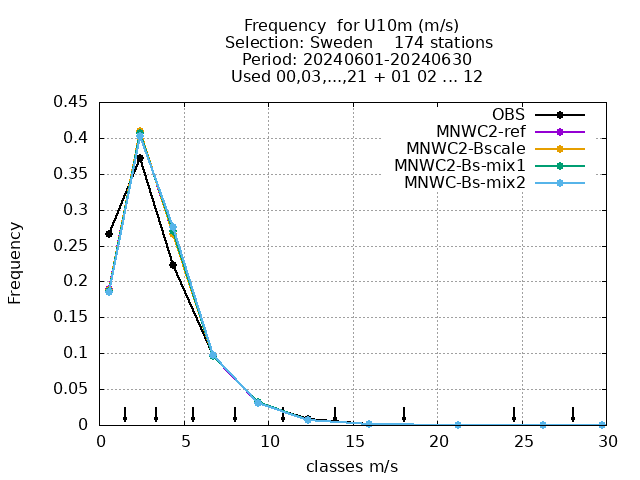 Frequency  for U10m (m/s)
Selection: Sweden    174 stations
Period: 20240601-20240630
Used 00,03,...,21 + 01 02 ... 12
OBS
MNWC2-ref
MNWC2-Bscale
MNWC2-Bs-mix1
MNWC-Bs-mix2
0.45
0.4
0.35
0.3
0.25
0.2
0.15
0.1
0.05
0
Frequency
0 5 10 15 20 25 30
classes m/s